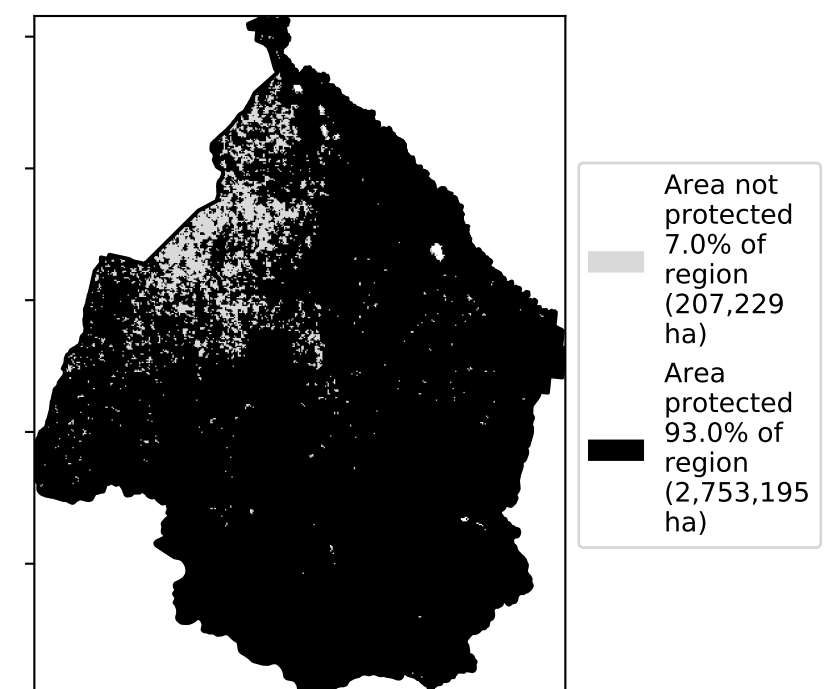 Area not
protected
7.0% of
region
(207,229
ha)
Area
protected
93.0% of
region
(2,753,195
ha)